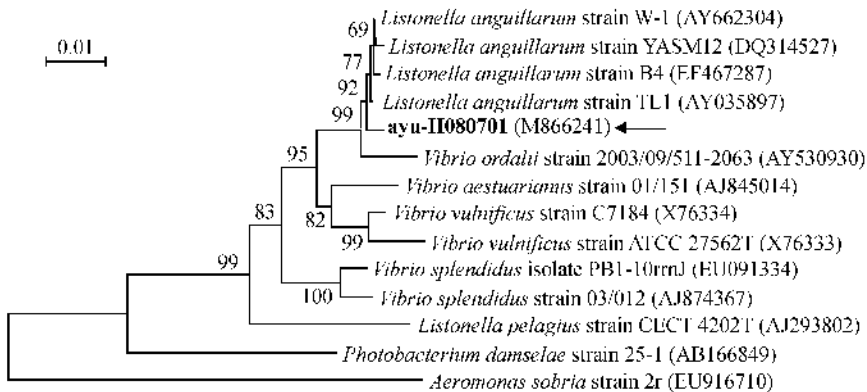 Listonella anguillarum strain W-1 (AY662304)
69
0.01
Listonella anguillarum strain YASM12 (DQ314527)
77
Listonella anguillarum strain B4 (EF467287)
92
Listonella anguillarum strain TL1 (AY035897)
99
ayu-H080701 (M866241)
95
Vibrio ordalii strain 2003/09/511-2063 (AY530930)
Vibrio aestuarianus strain 01/151 (AJ845014)
83
82
Vibrio vulnificus strain C7184 (X76334)
99
Vibrio vulnificus strain ATCC 27562T (X76333)
99
Vibrio splendidus isolate PB1-10rrnJ (EU091334)
100
Vibrio splendidus strain 03/012 (AJ874367)
Listonella pelagius strain CECT 4202T (AJ293802)
Photobacterium damselae strain 25-1 (AB166849)
Aeromonas sobria strain 2r (EU916710)